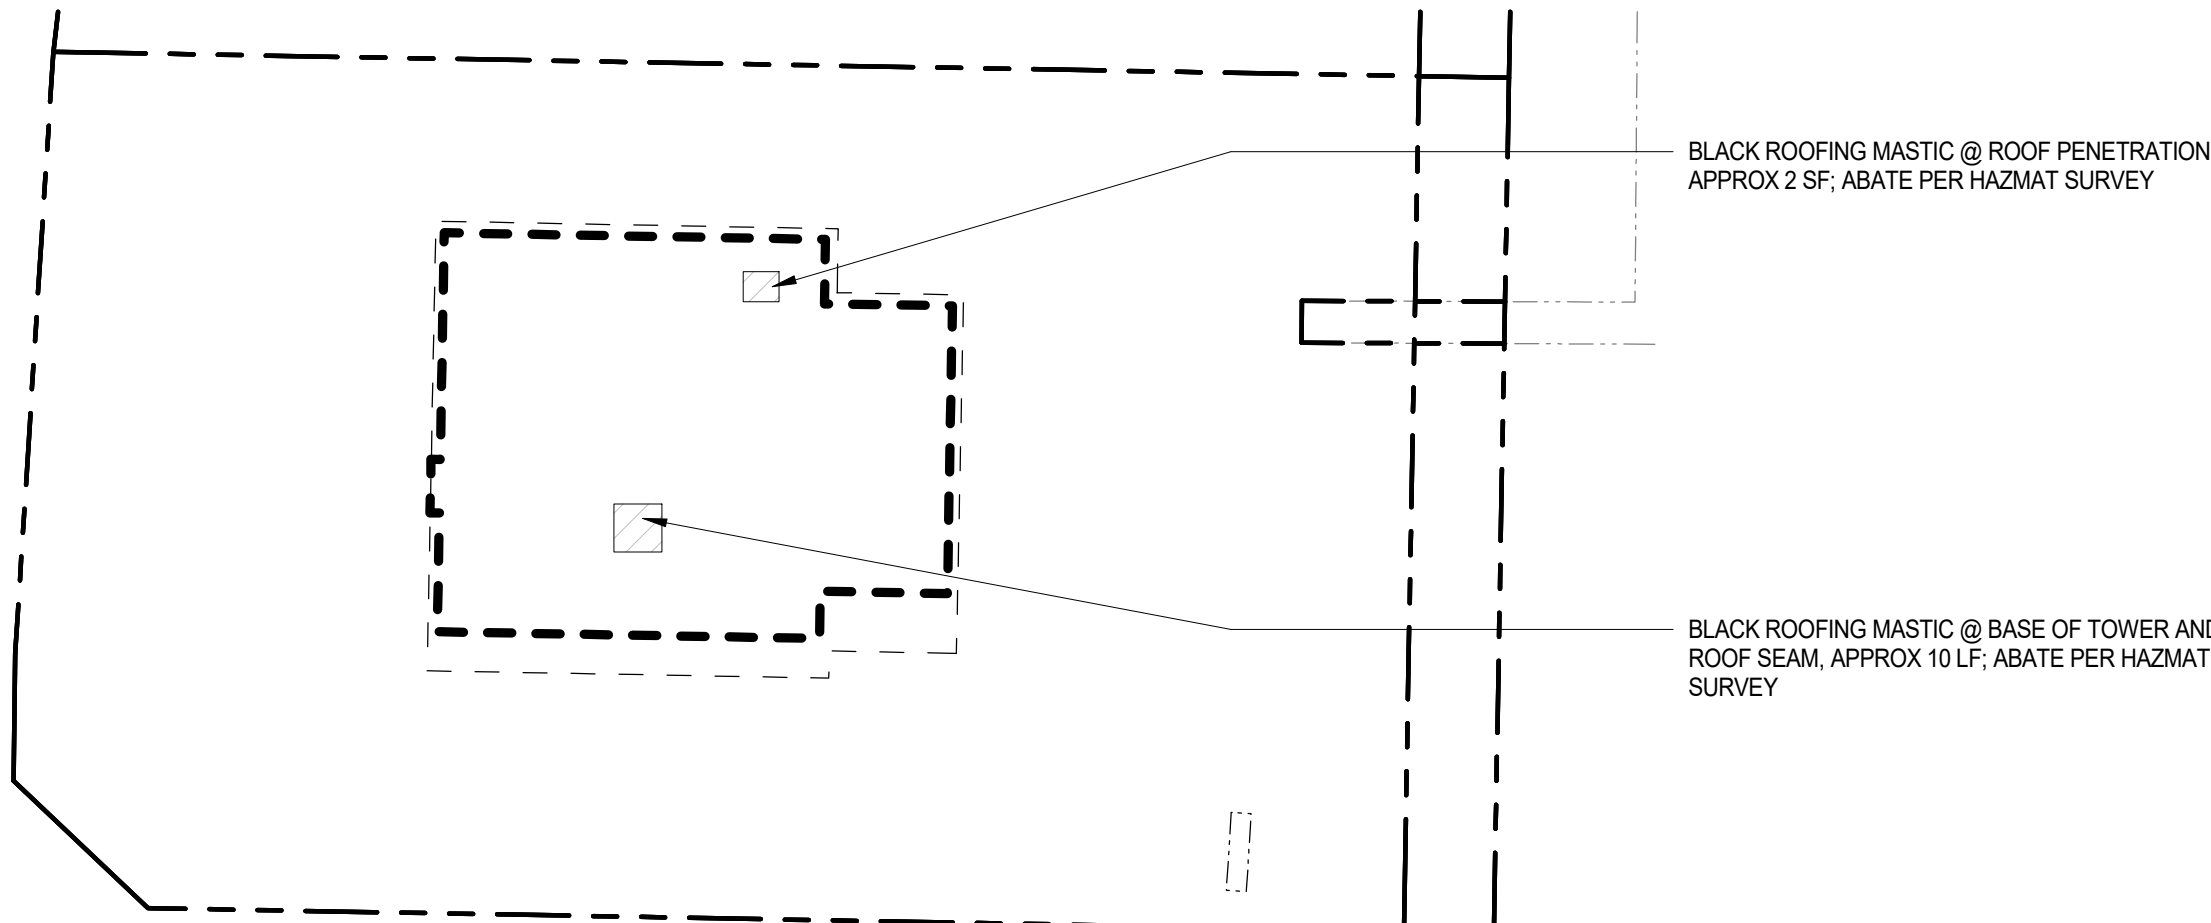 BLACK ROOFING MASTIC @ ROOF PENETRATION
APPROX 2 SF; ABATE PER HAZMAT SURVEY
BLACK ROOFING MASTIC @ BASE OF TOWER AND
ROOF SEAM, APPROX 10 LF; ABATE PER HAZMAT
SURVEY